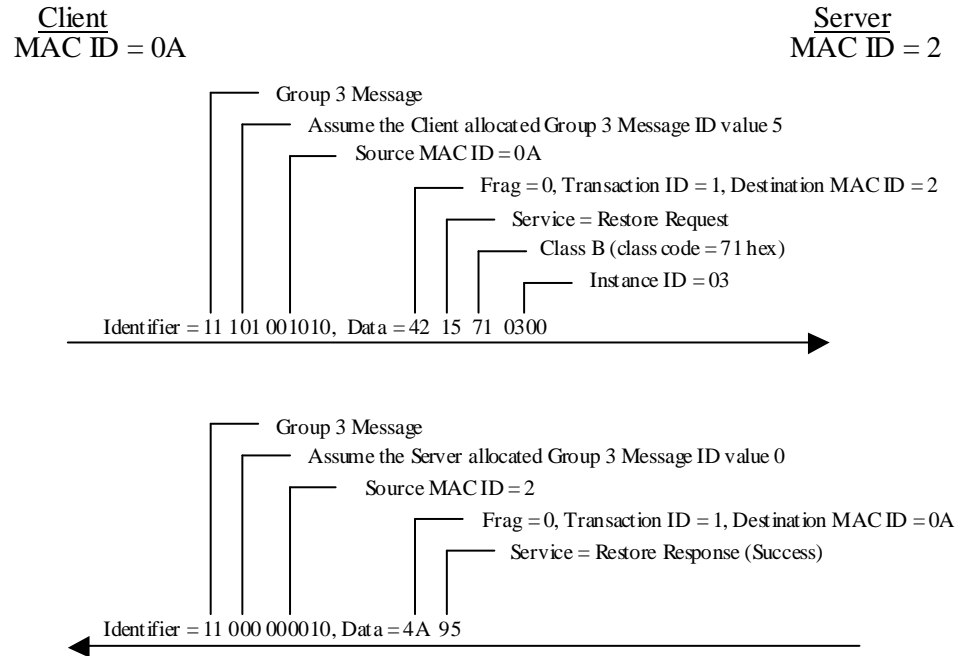 Client
MAC ID = 0A
Server
MAC ID = 2
Group 3 Message
Assume the Client allocated Group 3 Message ID value 5
Source MAC ID = 0A
Frag = 0, Transaction ID = 1, Destination MAC ID = 2
Service = Restore Request
Class B (class code = 71 hex)
Instance ID = 03
Identifier = 11 101 001010, Data = 42 15 71 0300
Group 3 Message
Assume the Server allocated Group 3 Message ID value 0
Source MAC ID = 2
Frag = 0, Transaction ID = 1, Destination MAC ID = 0A
Service = Restore Response (Success)
Identifier = 11 000 000010, Data = 4A 95